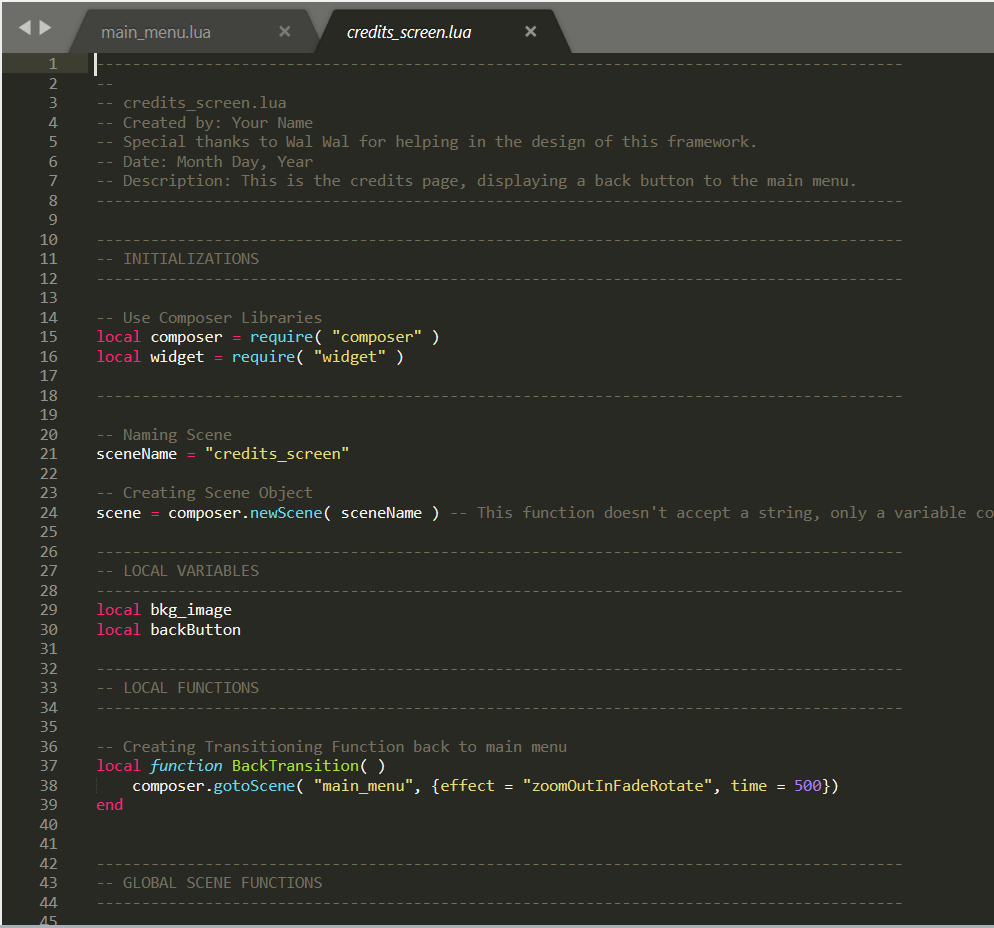 main_menu.lua × credits_screen.lua ×
1 -----------------------------------------------------------------------------------------
2 --
3 -- credits_screen.lua
4 -- Created by: Your Name
5 -- Special thanks to Wal Wal for helping in the design of this framework.
6 -- Date: Month Day, Year
7 -- Description: This is the credits page, displaying a back button to the main menu.
8 -----------------------------------------------------------------------------------------
9
10 -----------------------------------------------------------------------------------------
11 -- INITIALIZATIONS
12 -----------------------------------------------------------------------------------------
13
14 -- Use Composer Libraries
15 local composer = require( "composer" )
16 local widget = require( "widget" )
17
18 -----------------------------------------------------------------------------------------
19
20 -- Naming Scene
21 sceneName = "credits_screen"
22
23 -- Creating Scene Object
24 scene = composer.newScene( sceneName ) -- This function doesn't accept a string, only a variable co
25
26 -----------------------------------------------------------------------------------------
27 -- LOCAL VARIABLES
28 -----------------------------------------------------------------------------------------
29 local bkg_image
30 local backButton
31
32 -----------------------------------------------------------------------------------------
33 -- LOCAL FUNCTIONS
34 -----------------------------------------------------------------------------------------
35
36 -- Creating Transitioning Function back to main menu
37 local function BackTransition( )
38     composer.gotoScene( "main_menu", {effect = "zoomOutInFadeRotate", time = 500})
39 end
40
41
42 -----------------------------------------------------------------------------------------
43 -- GLOBAL SCENE FUNCTIONS
44 -----------------------------------------------------------------------------------------
45